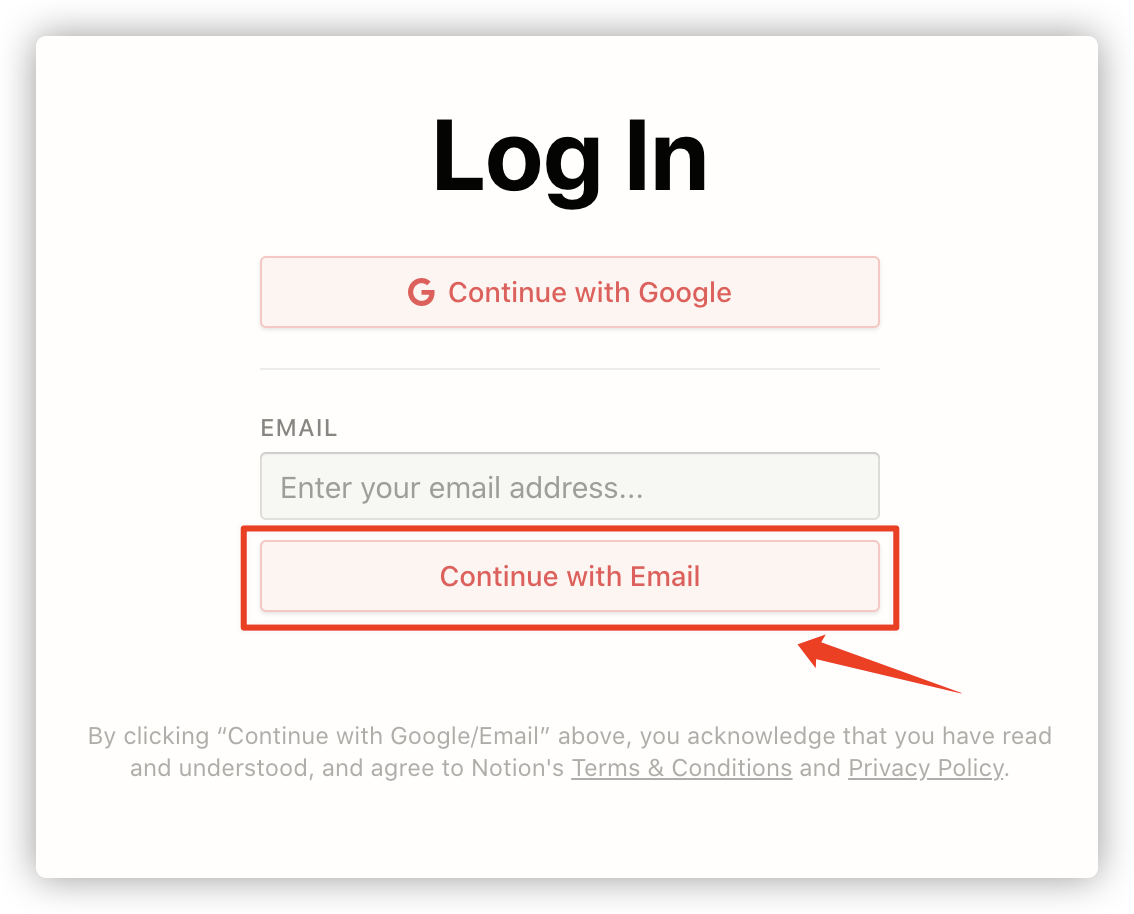 Log In
Continue with Google
EMAIL
Enter your email address...
Continue with Email
By clicking “Continue with Google/Email” above, you acknowledge that you have read
and understood, and agree to Notion's Terms & Conditions and Privacy Policy.